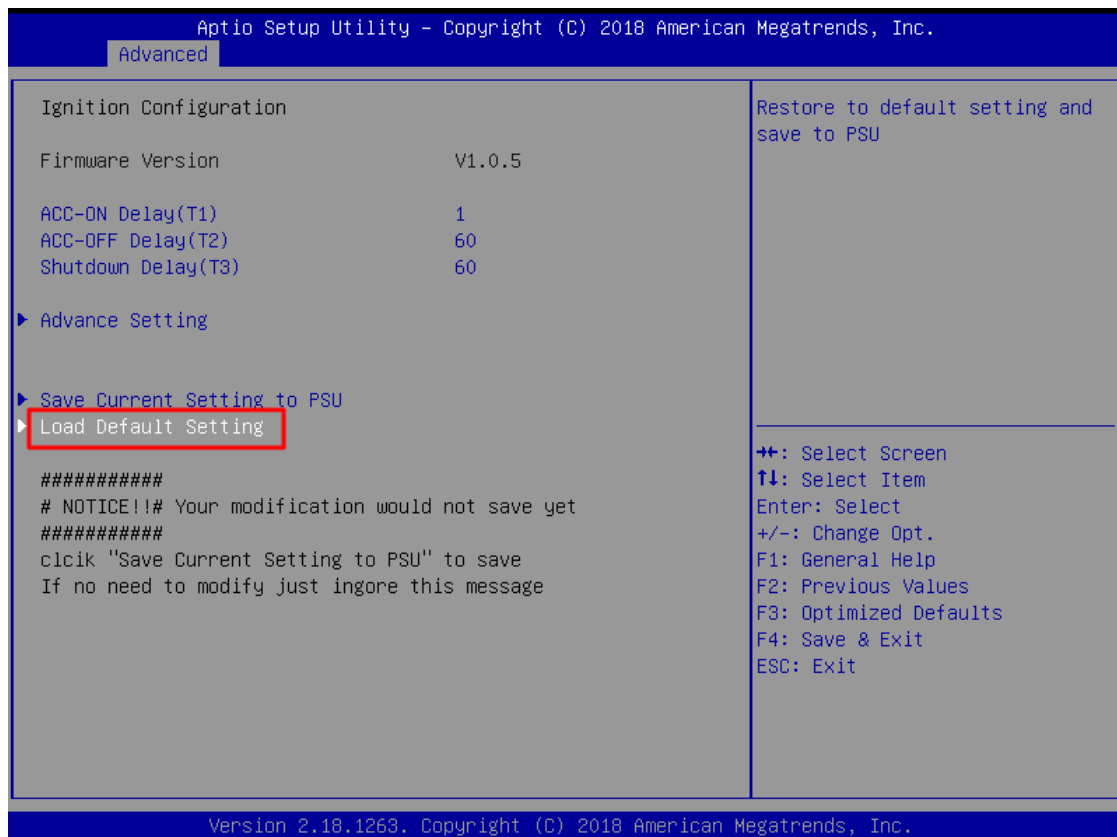 Aptio Setup Utility – Copyright (C) 2018 American Megatrends, Inc.
Advanced
Ignition Configuration
Firmware Version V1.0.5
ACC-ON Delay(T1) 1
ACC-OFF Delay(T2) 60
Shutdown Delay(T3) 60
Advance Setting
Save Current Setting to PSU
Load Default Setting
###########
# NOTICE!!# Your modification would not save yet
###########
clcik "Save Current Setting to PSU" to save
If no need to modify just ingore this message
Restore to default setting and
save to PSU
→←: Select Screen
↑↓: Select Item
Enter: Select
+/-: Change Opt.
F1: General Help
F2: Previous Values
F3: Optimized Defaults
F4: Save & Exit
ESC: Exit
Version 2.18.1263. Copyright (C) 2018 American Megatrends, Inc.